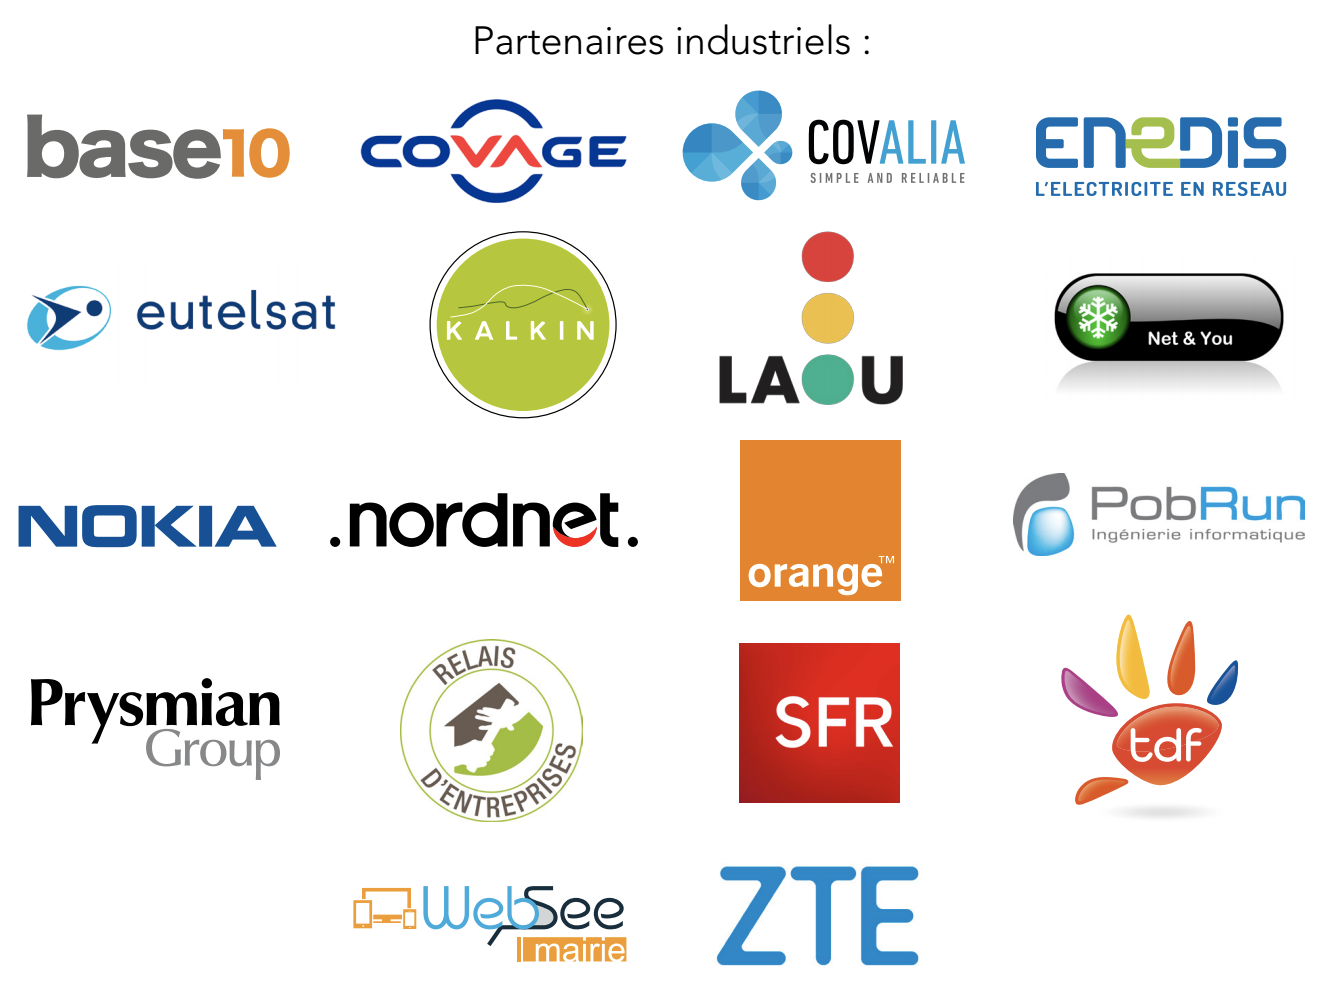 Partenaires industriels :
base10
COVAGE
COVALIA
SIMPLE AND RELIABLE
ENEDIS
L'ELECTRICITE EN RESEAU
eutelsat
KALKIN
LAOU
Net & You
NOKIA
.nordnet.
orange™
PobRun
Ingénierie informatique
Prysmian
Group
RELAIS
D'ENTREPRISES
SFR
tdf
WebSee
mairie
ZTE